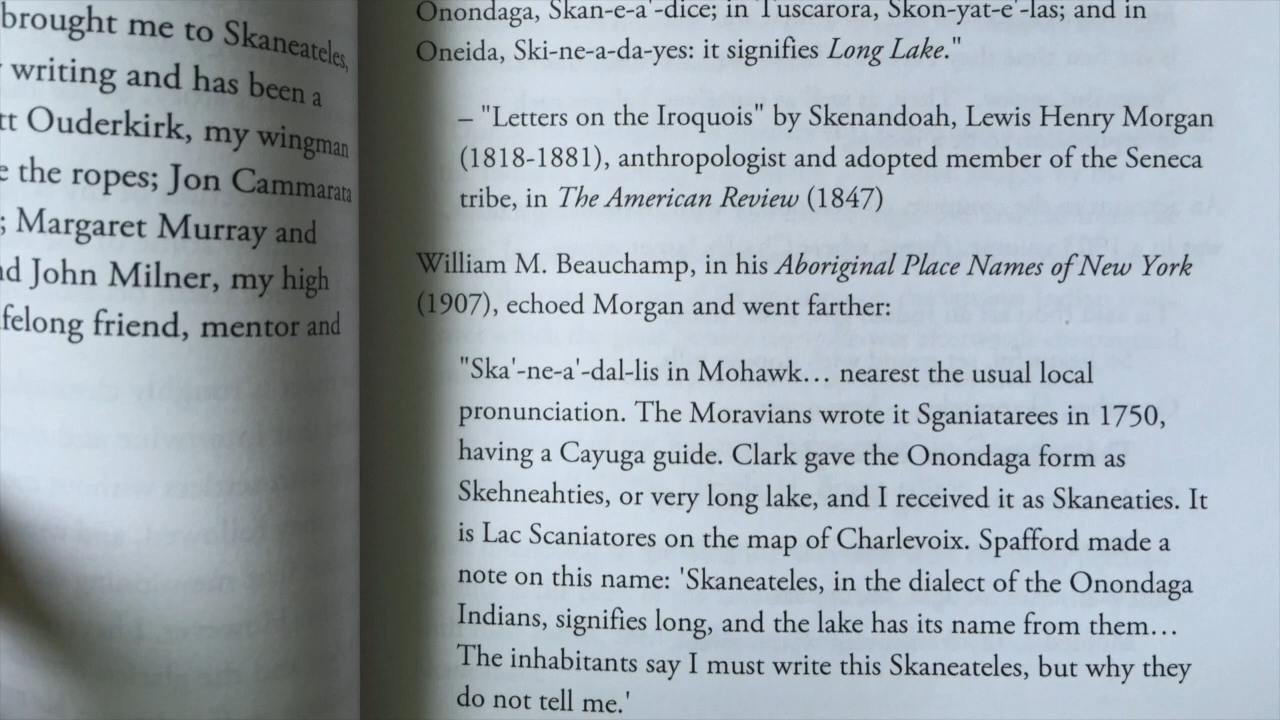 brought me to Skaneateles,
writing and has been a
tt Ouderkirk, my wingman
e the ropes; Jon Cammarata
; Margaret Murray and
nd John Milner, my high
felong friend, mentor and
Onondaga, Skan-e-a'-dice; in Tuscarora, Skon-yat-e'-las; and in
Oneida, Ski-ne-a-da-yes: it signifies Long Lake."
– "Letters on the Iroquois" by Skenandoah, Lewis Henry Morgan
(1818-1881), anthropologist and adopted member of the Seneca
tribe, in The American Review (1847)
William M. Beauchamp, in his Aboriginal Place Names of New York
(1907), echoed Morgan and went farther:
"Ska'-ne-a'-dal-lis in Mohawk… nearest the usual local
pronunciation. The Moravians wrote it Sganiatarees in 1750,
having a Cayuga guide. Clark gave the Onondaga form as
Skehneahties, or very long lake, and I received it as Skaneaties. It
is Lac Scaniatores on the map of Charlevoix. Spafford made a
note on this name: 'Skaneateles, in the dialect of the Onondaga
Indians, signifies long, and the lake has its name from them…
The inhabitants say I must write this Skaneateles, but why they
do not tell me.'